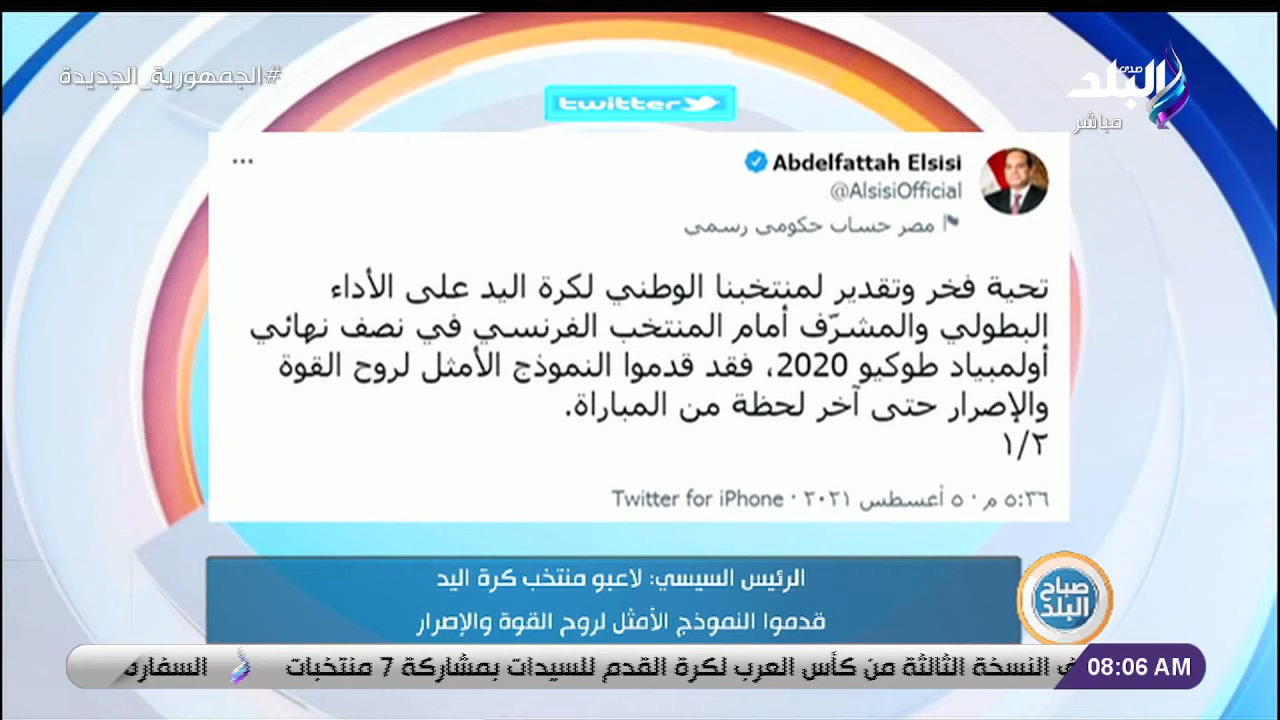 #الجمهورية_الجديدة
صدى
البلد
مباشر
twitter
Abdelfattah Elsisi
@AlsisiOfficial
مصر حساب حكومي رسمي
تحية فخر وتقدير لمنتخبنا الوطني لكرة اليد على الأداء
البطولي والمشرّف أمام المنتخب الفرنسي في نصف نهائي
أولمبياد طوكيو 2020، فقد قدموا النموذج الأمثل لروح القوة
والإصرار حتى آخر لحظة من المباراة.
١/٢
٥:٣٦ م · ٥ أغسطس ٢٠٢١ · Twitter for iPhone
الرئيس السيسي: لاعبو منتخب كرة اليد
قدموا النموذج الأمثل لروح القوة والإصرار
صباح
البلد
08:06 AM
النسخة الثالثة من كأس العرب لكرة القدم للسيدات بمشاركة 7 منتخبات